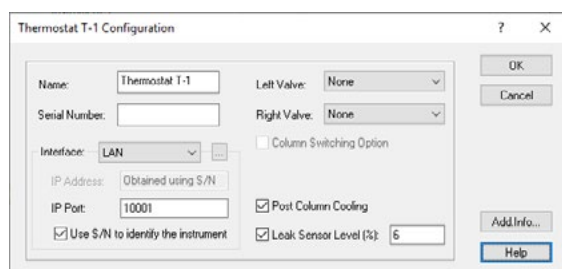 Thermostat T-1 Configuration ? X
Name: Thermostat T-1 Left Valve: None OK
Serial Number: Right Valve: None Cancel
Column Switching Option
Interface: LAN ...
IP Address: Obtained using S/N
IP Port: 10001 Post Column Cooling
Use S/N to identify the instrument Leak Sensor Level (%): 6 Add.Info...
Help